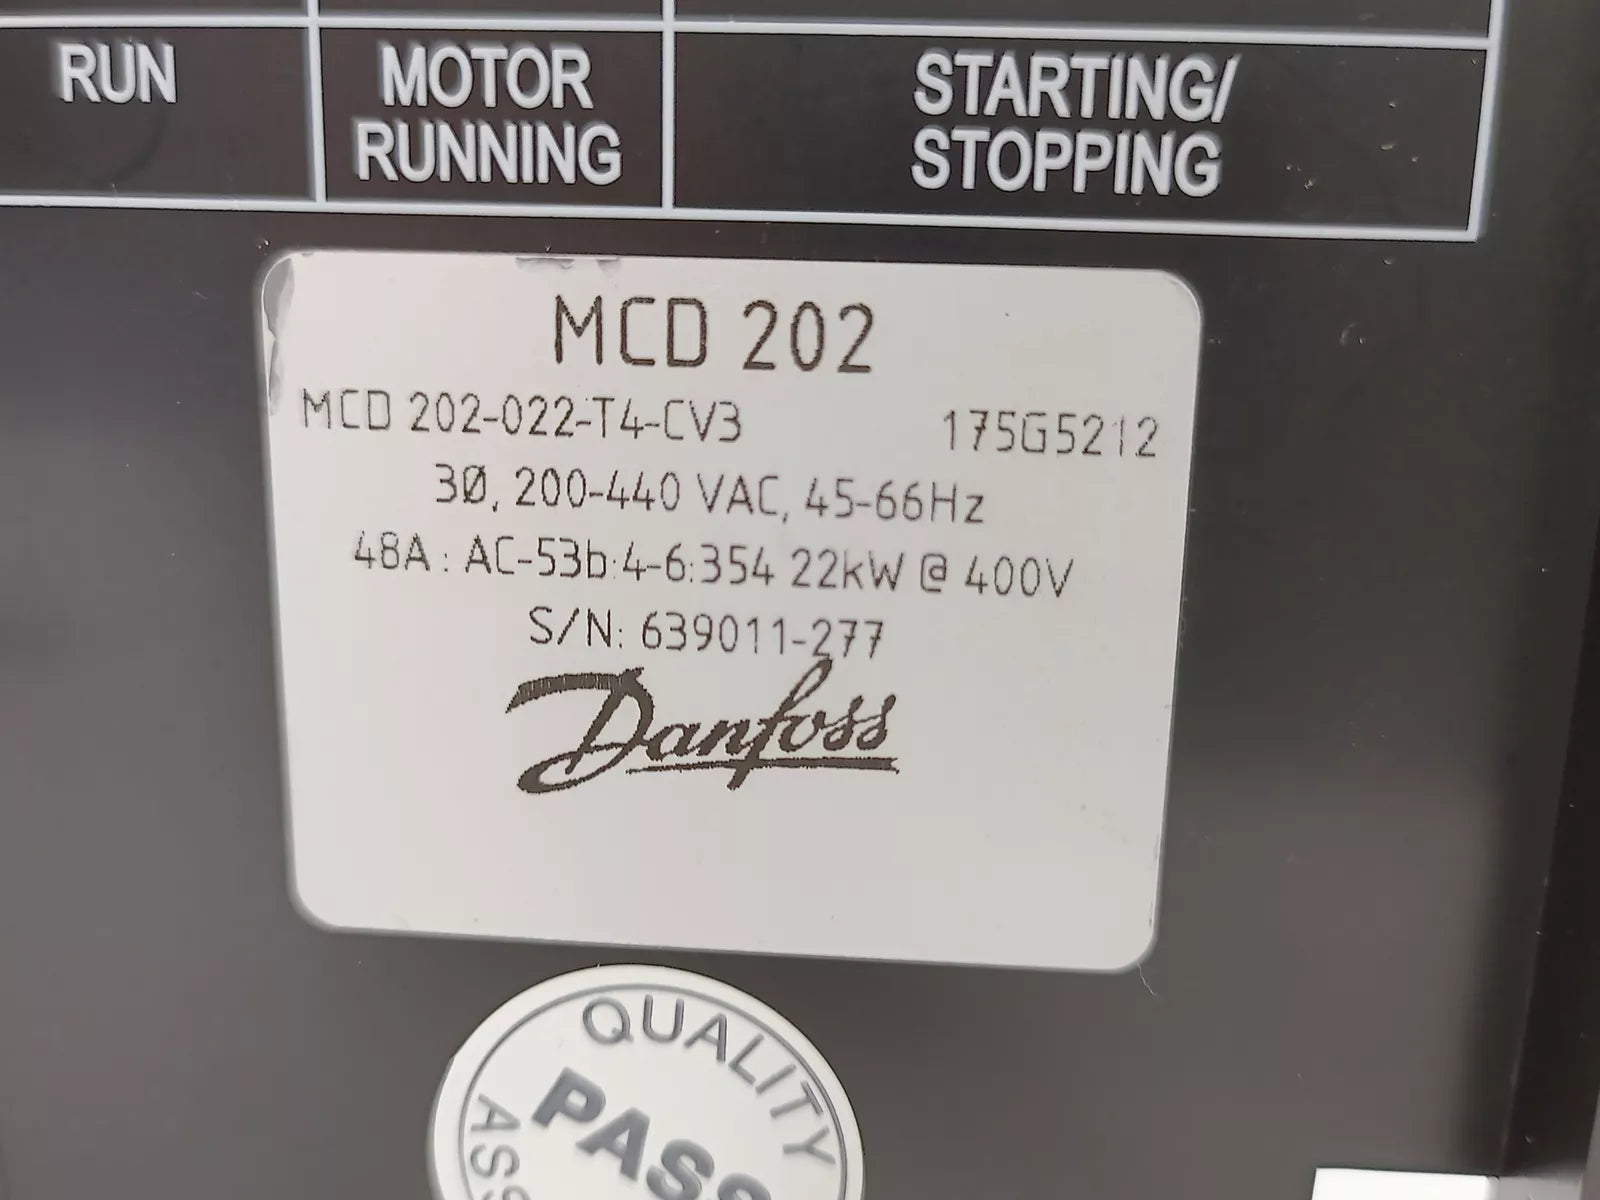 RUN
MOTOR
RUNNING
STARTING/
STOPPING
MCD 202
MCD 202-022-T4-CV3 175G5212
3Ø, 200-440 VAC, 45-66Hz
48A : AC-53b:4-6:354 22kW @ 400V
S/N: 639011-277
Danfoss
QUALITY
PASS